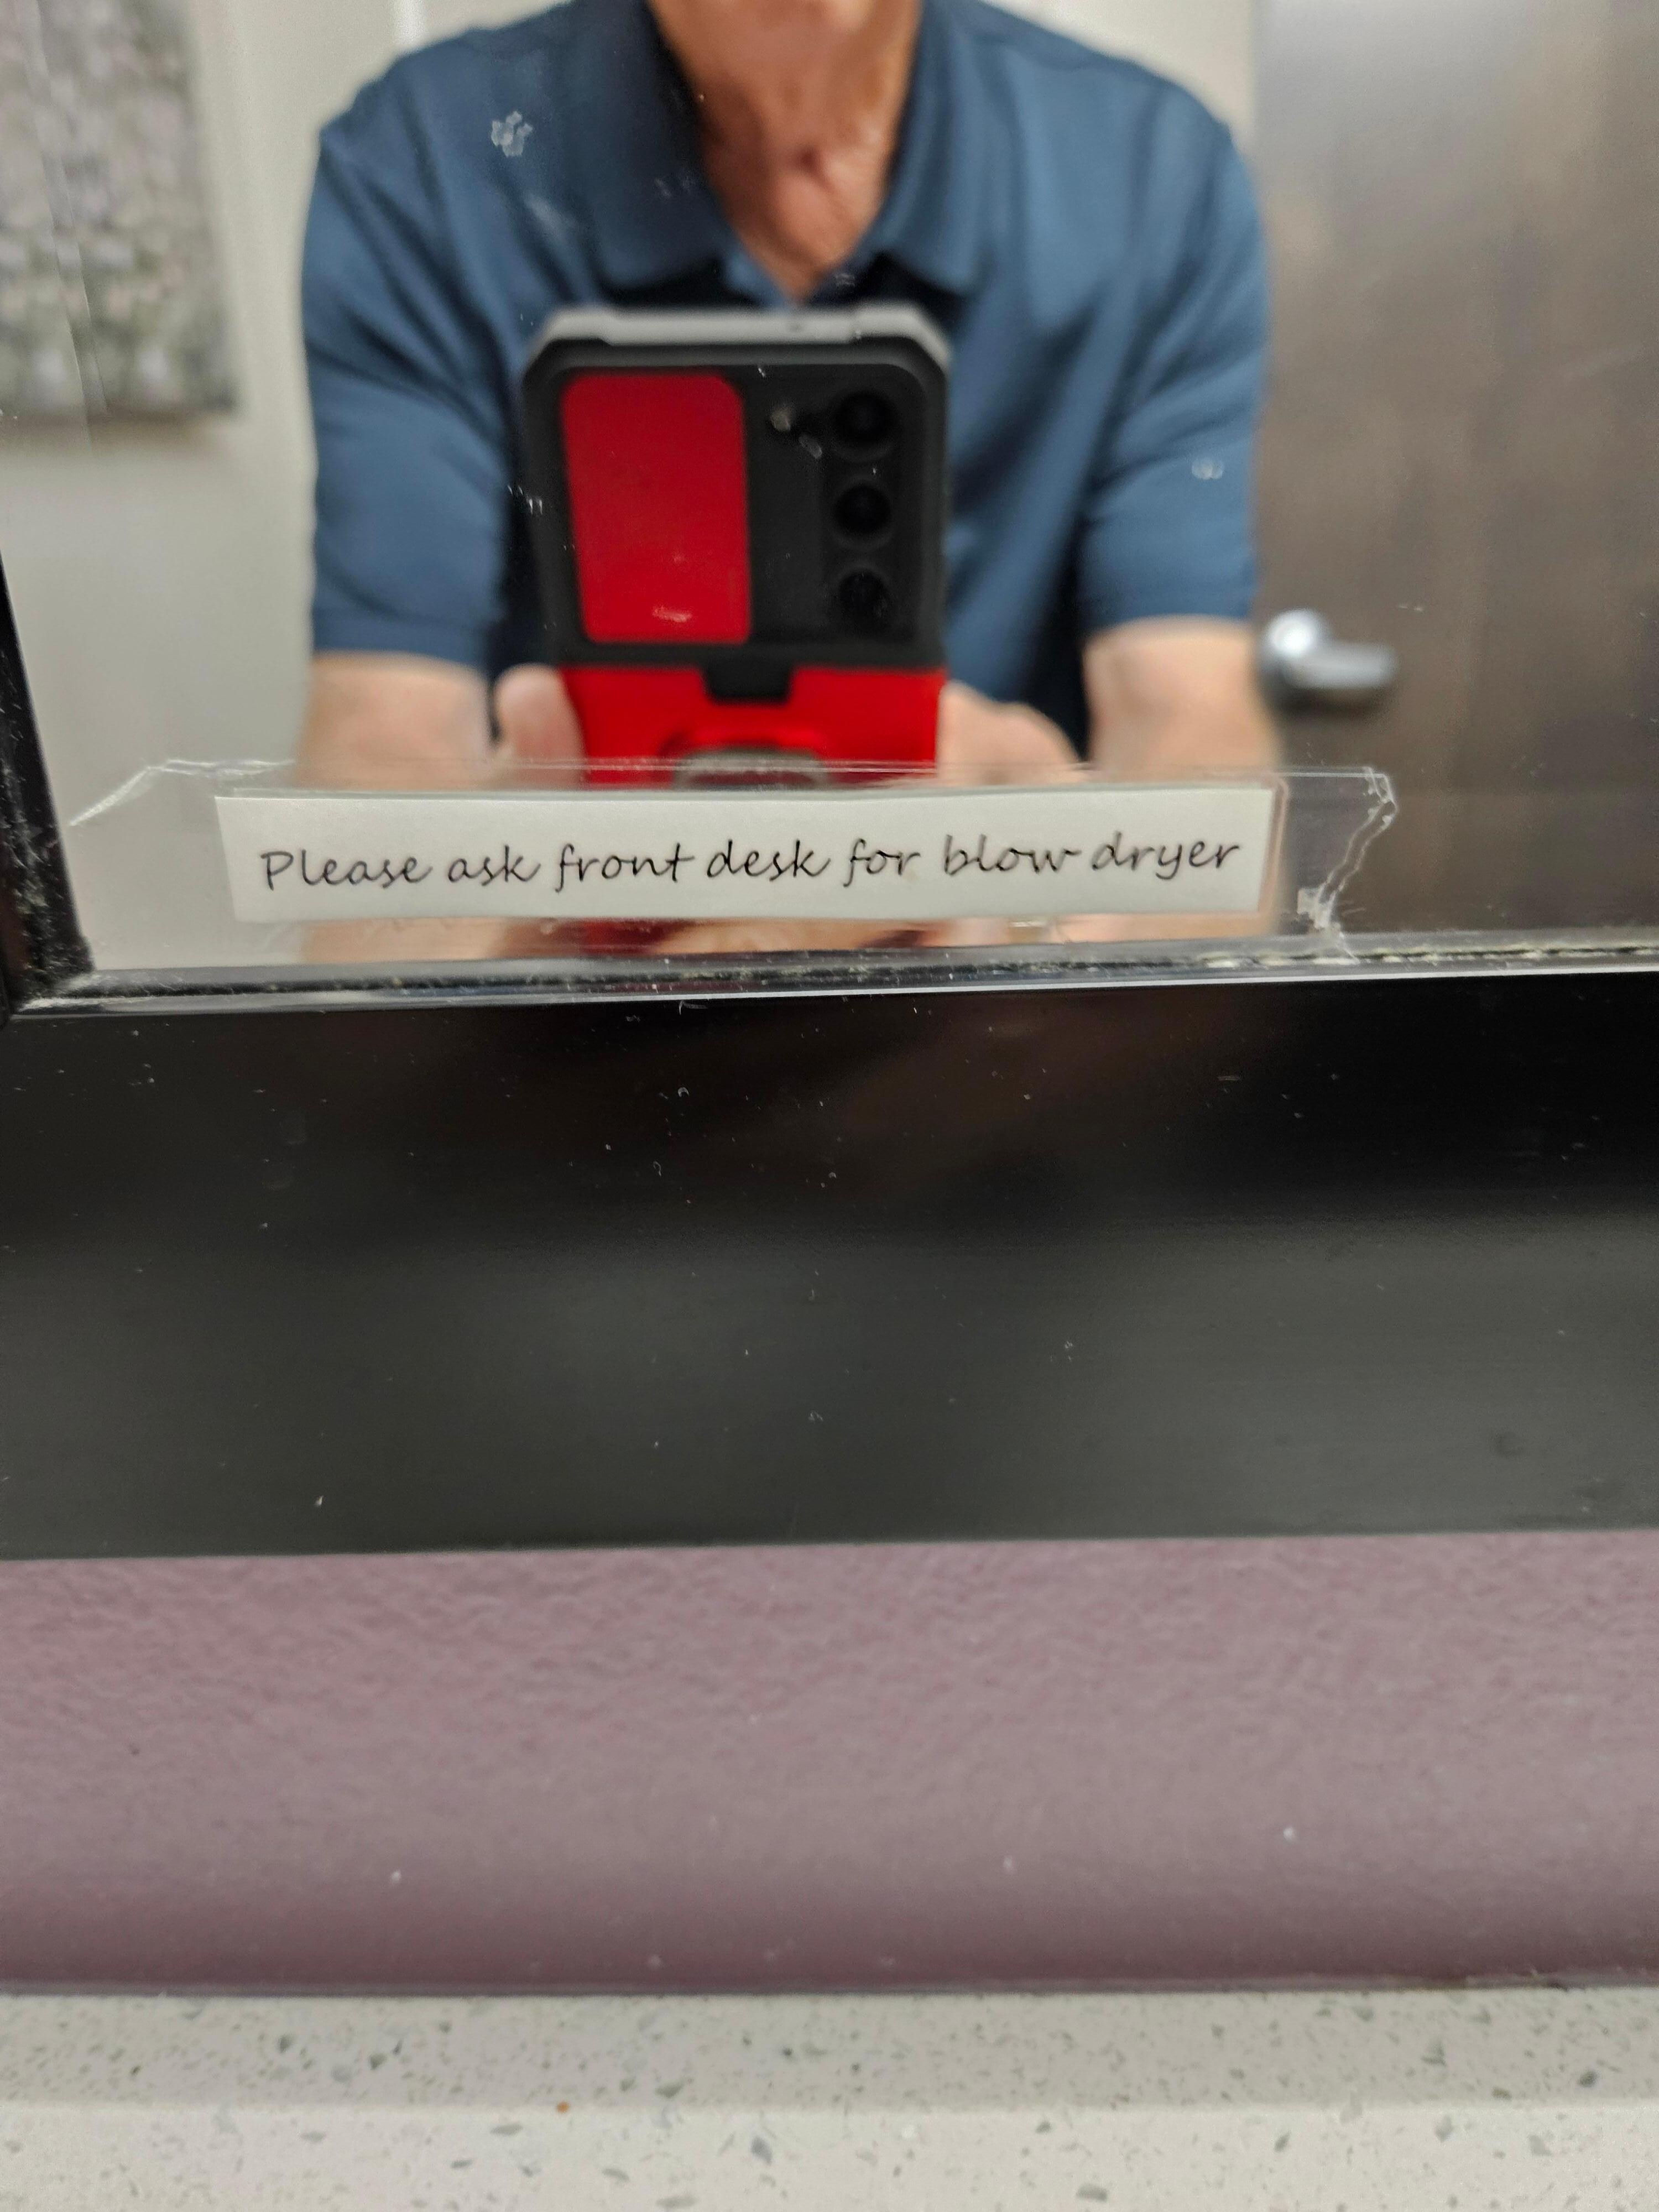 Please ask front desk for blow dryer